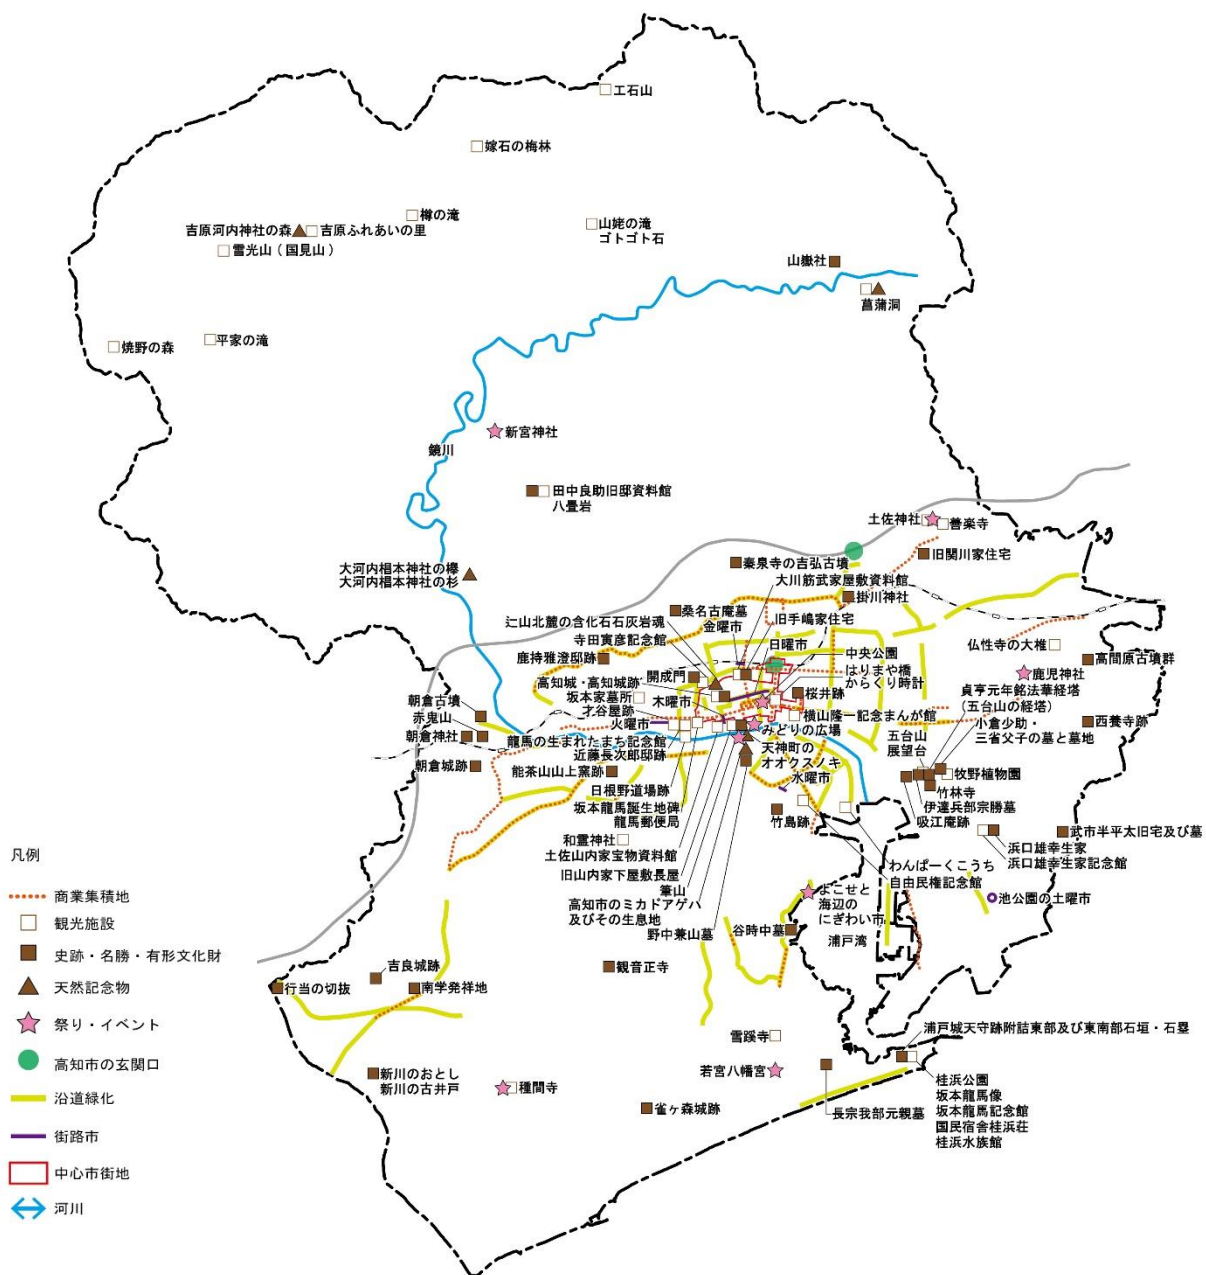 工石山
嫁石の梅林
樽の滝
吉原河内神社の森
吉原ふれあいの里
雪光山（国見山）
山姥の滝
ゴトゴト石
山嶽社
菖蒲洞
焼野の森
平家の滝
新宮神社
鏡川
田中良助旧邸資料館
八畳岩
土佐神社
善楽寺
秦泉寺の吉弘古墳
旧関川家住宅
大河内椙本神社の欅
大河内椙本神社の杉
大川筋武家屋敷資料館
掛川神社
桑名古庵墓
辻山北麓の含化石石灰岩魂
金曜市
旧手嶋家住宅
寺田寅彦記念館
日曜市
中央公園
仏性寺の大椎
鹿持雅澄邸跡
高間原古墳群
はりまや橋
からくり時計
開成門
鹿児神社
高知城・高知城跡
坂本家墓所
木曜市
桜井跡
貞亨元年銘法華経塔
（五台山の経塔）
朝倉古墳
才谷屋跡
横山隆一記念まんが館
小倉少助・
三省父子の墓と墓地
西養寺跡
赤鬼山
火曜市
みどりの広場
五台山
展望台
朝倉神社
龍馬の生まれたまち記念館
近藤長次郎邸跡
天神町の
オオクスノキ
朝倉城跡
能茶山山上窯跡
水曜市
牧野植物園
竹林寺
日根野道場跡
伊達兵部宗勝墓
坂本龍馬誕生地碑
龍馬郵便局
竹島跡
吸江庵跡
武市半平太旧宅及び墓
和霊神社
浜口雄幸生家
浜口雄幸生家記念館
土佐山内家宝物資料館
わんぱーくこうち
旧山内家下屋敷長屋
自由民権記念館
筆山
よこせと
海辺の
にぎわい市
池公園の土曜市
高知市のミカドアゲハ
及びその生息地
野中兼山墓
谷時中墓
浦戸湾
観音正寺
吉良城跡
行当の切抜
南学発祥地
雪蹊寺
浦戸城天守跡附詰東部及び東南部石垣・石塁
新川のおとし
新川の古井戸
種間寺
若宮八幡宮
雀ヶ森城跡
長宗我部元親墓
桂浜公園
坂本龍馬像
坂本龍馬記念館
国民宿舎桂浜荘
桂浜水族館
凡例
商業集積地
観光施設
史跡・名勝・有形文化財
天然記念物
祭り・イベント
高知市の玄関口
沿道緑化
街路市
中心市街地
河川